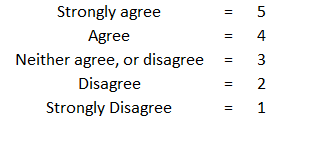 Strongly agree = 5
Agree = 4
Neither agree, or disagree = 3
Disagree = 2
Strongly Disagree = 1